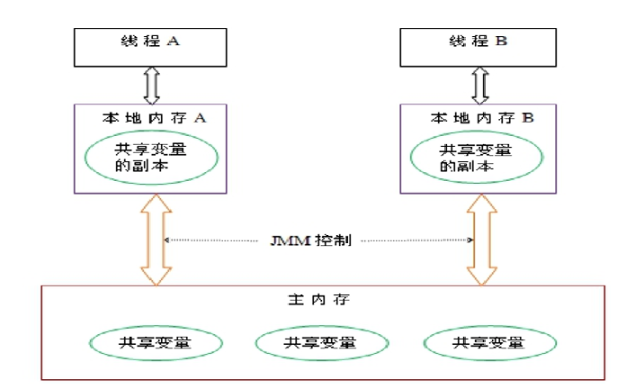 线程 A
线程 B
本地内存 A
本地内存 B
共享变量
的副本
共享变量
的副本
JMM 控制
主内存
共享变量
共享变量
共享变量